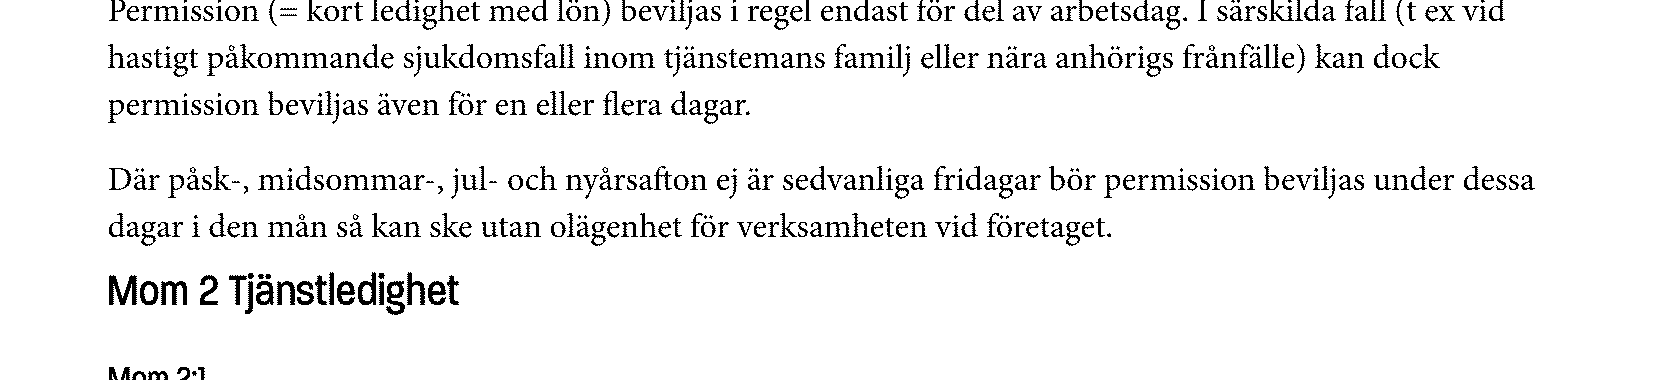 Permission (= kort ledighet med lön) beviljas i regel endast för del av arbetsdag. I särskilda fall (t ex vid
hastigt påkommande sjukdomsfall inom tjänstemans familj eller nära anhörigs frånfälle) kan dock
permission beviljas även för en eller flera dagar.
Där påsk-, midsommar-, jul- och nyårsafton ej är sedvanliga fridagar bör permission beviljas under dessa
dagar i den mån så kan ske utan olägenhet för verksamheten vid företaget.
Mom 2 Tjänstledighet
Mom 2:1